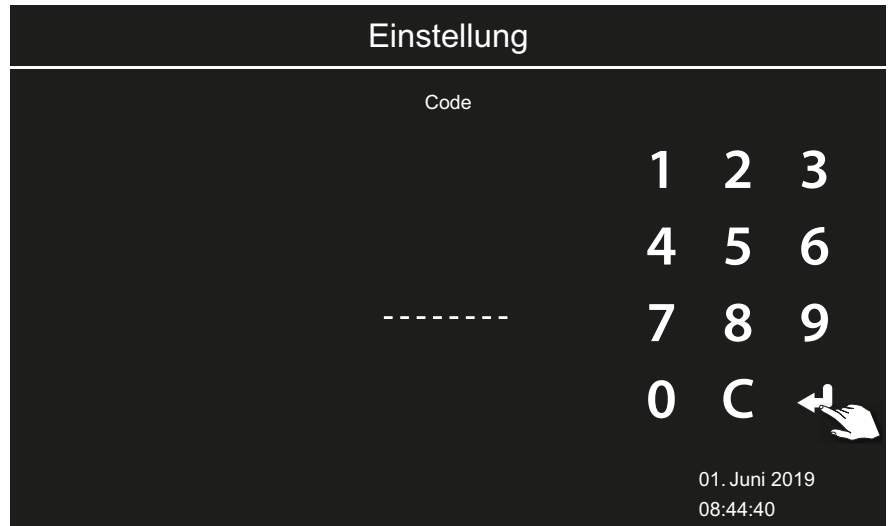 Einstellung
Code
1 2 3
4 5 6
--------
7 8 9
0 C
01. Juni 2019
08:44:40